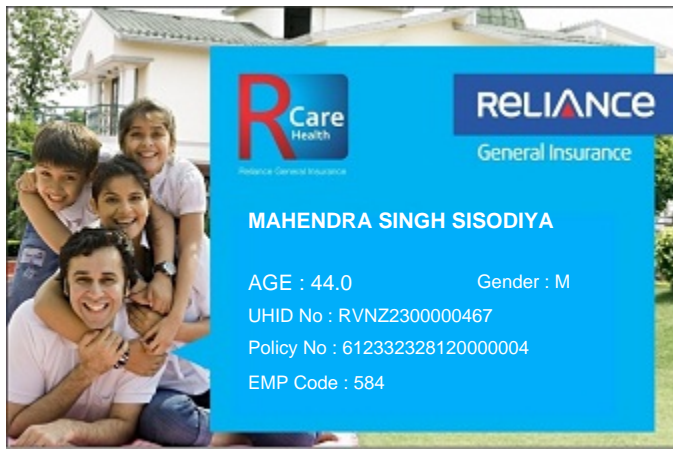 R Care
Health
Reliance General Insurance
RELIANCE
General Insurance
MAHENDRA SINGH SISODIYA
AGE : 44.0 Gender : M
UHID No : RVNZ2300000467
Policy No : 612332328120000004
EMP Code : 584